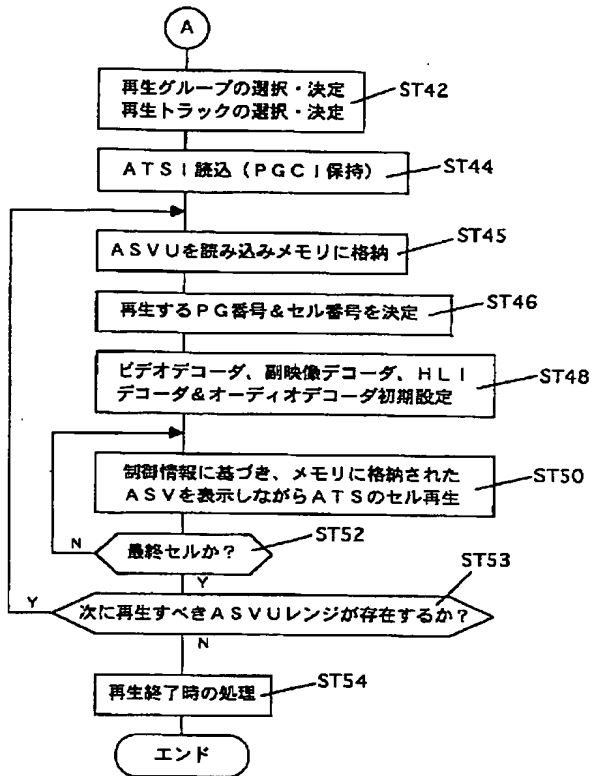 A
再生グループの選択・決定
再生トラックの選択・決定
ST42
ATSI読込(PGCI保持)
ST44
ASVUを読み込みメモリに格納
ST45
再生するPG番号&セル番号を決定
ST46
ビデオデコーダ、副映像デコーダ、HLI
デコーダ&オーディオデコーダ初期設定
ST48
制御情報に基づき、メモリに格納された
ASVを表示しながらATSのセル再生
ST50
N
最終セルか?
ST52
Y
ST53
Y
次に再生すべきASVUレンジが存在するか?
N
再生終了時の処理
ST54
エンド